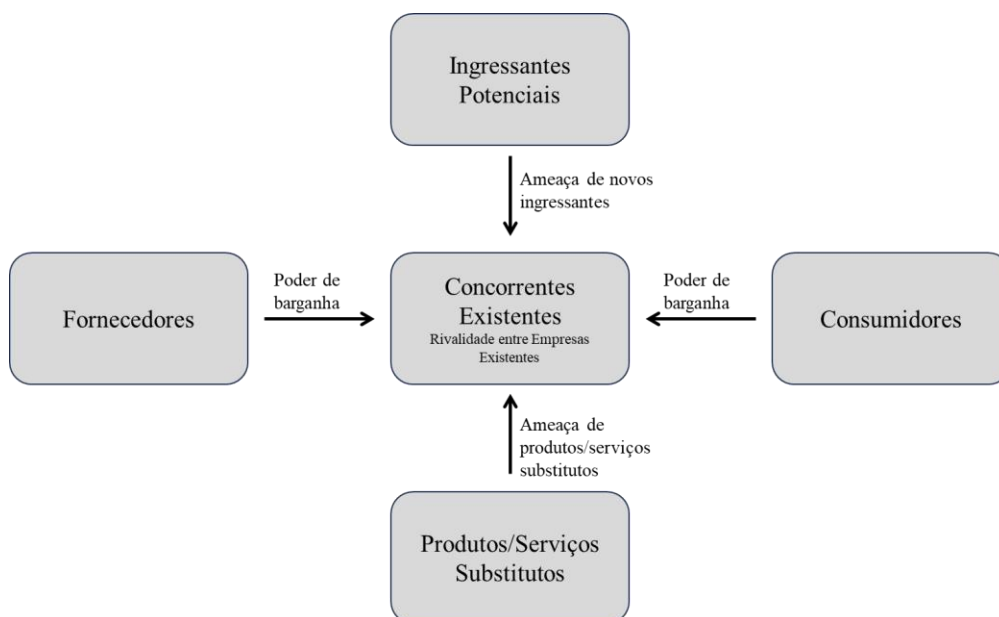 Ingressantes
Potenciais
Ameaça de novos
ingressantes
Fornecedores
Poder de
barganha
Concorrentes
Existentes
Rivalidade entre Empresas
Existentes
Poder de
barganha
Consumidores
Ameaça de
produtos/serviços
substitutos
Produtos/Serviços
Substitutos